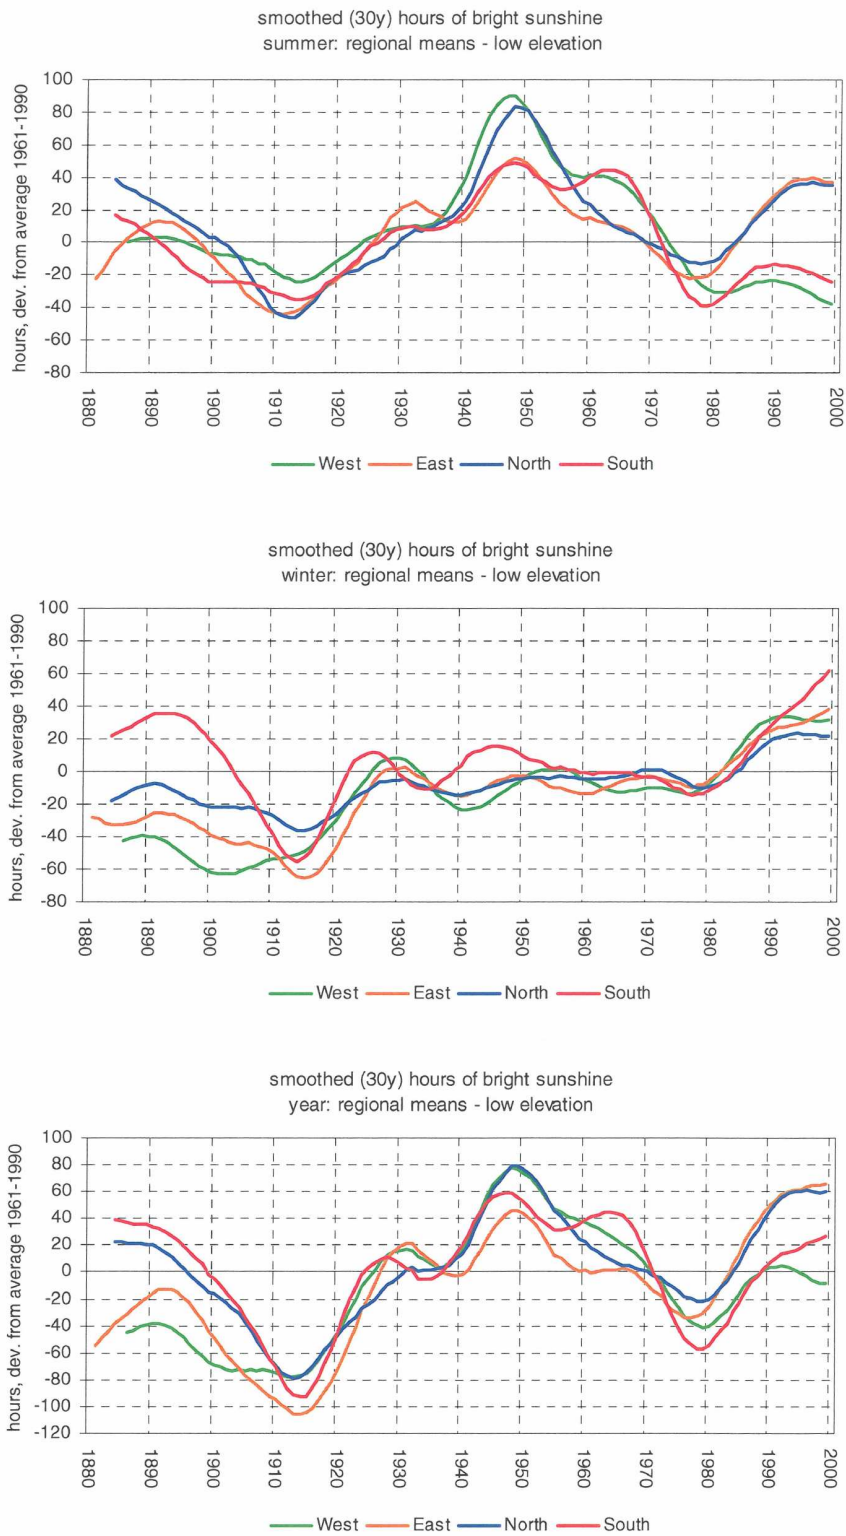 smoothed (30y) hours of bright sunshine
summer: regional means - low elevation
hours, dev. from average 1961-1990
100
80
60
40
20
0
-20
-40
-60
-80
1880 1890 1900 1910 1920 1930 1940 1950 1960 1970 1980 1990 2000
West East North South
smoothed (30y) hours of bright sunshine
winter: regional means - low elevation
hours, dev. from average 1961-1990
100
80
60
40
20
0
-20
-40
-60
-80
1880 1890 1900 1910 1920 1930 1940 1950 1960 1970 1980 1990 2000
West East North South
smoothed (30y) hours of bright sunshine
year: regional means - low elevation
hours, dev. from average 1961-1990
100
80
60
40
20
0
-20
-40
-60
-80
-100
-120
1880 1890 1900 1910 1920 1930 1940 1950 1960 1970 1980 1990 2000
West East North South